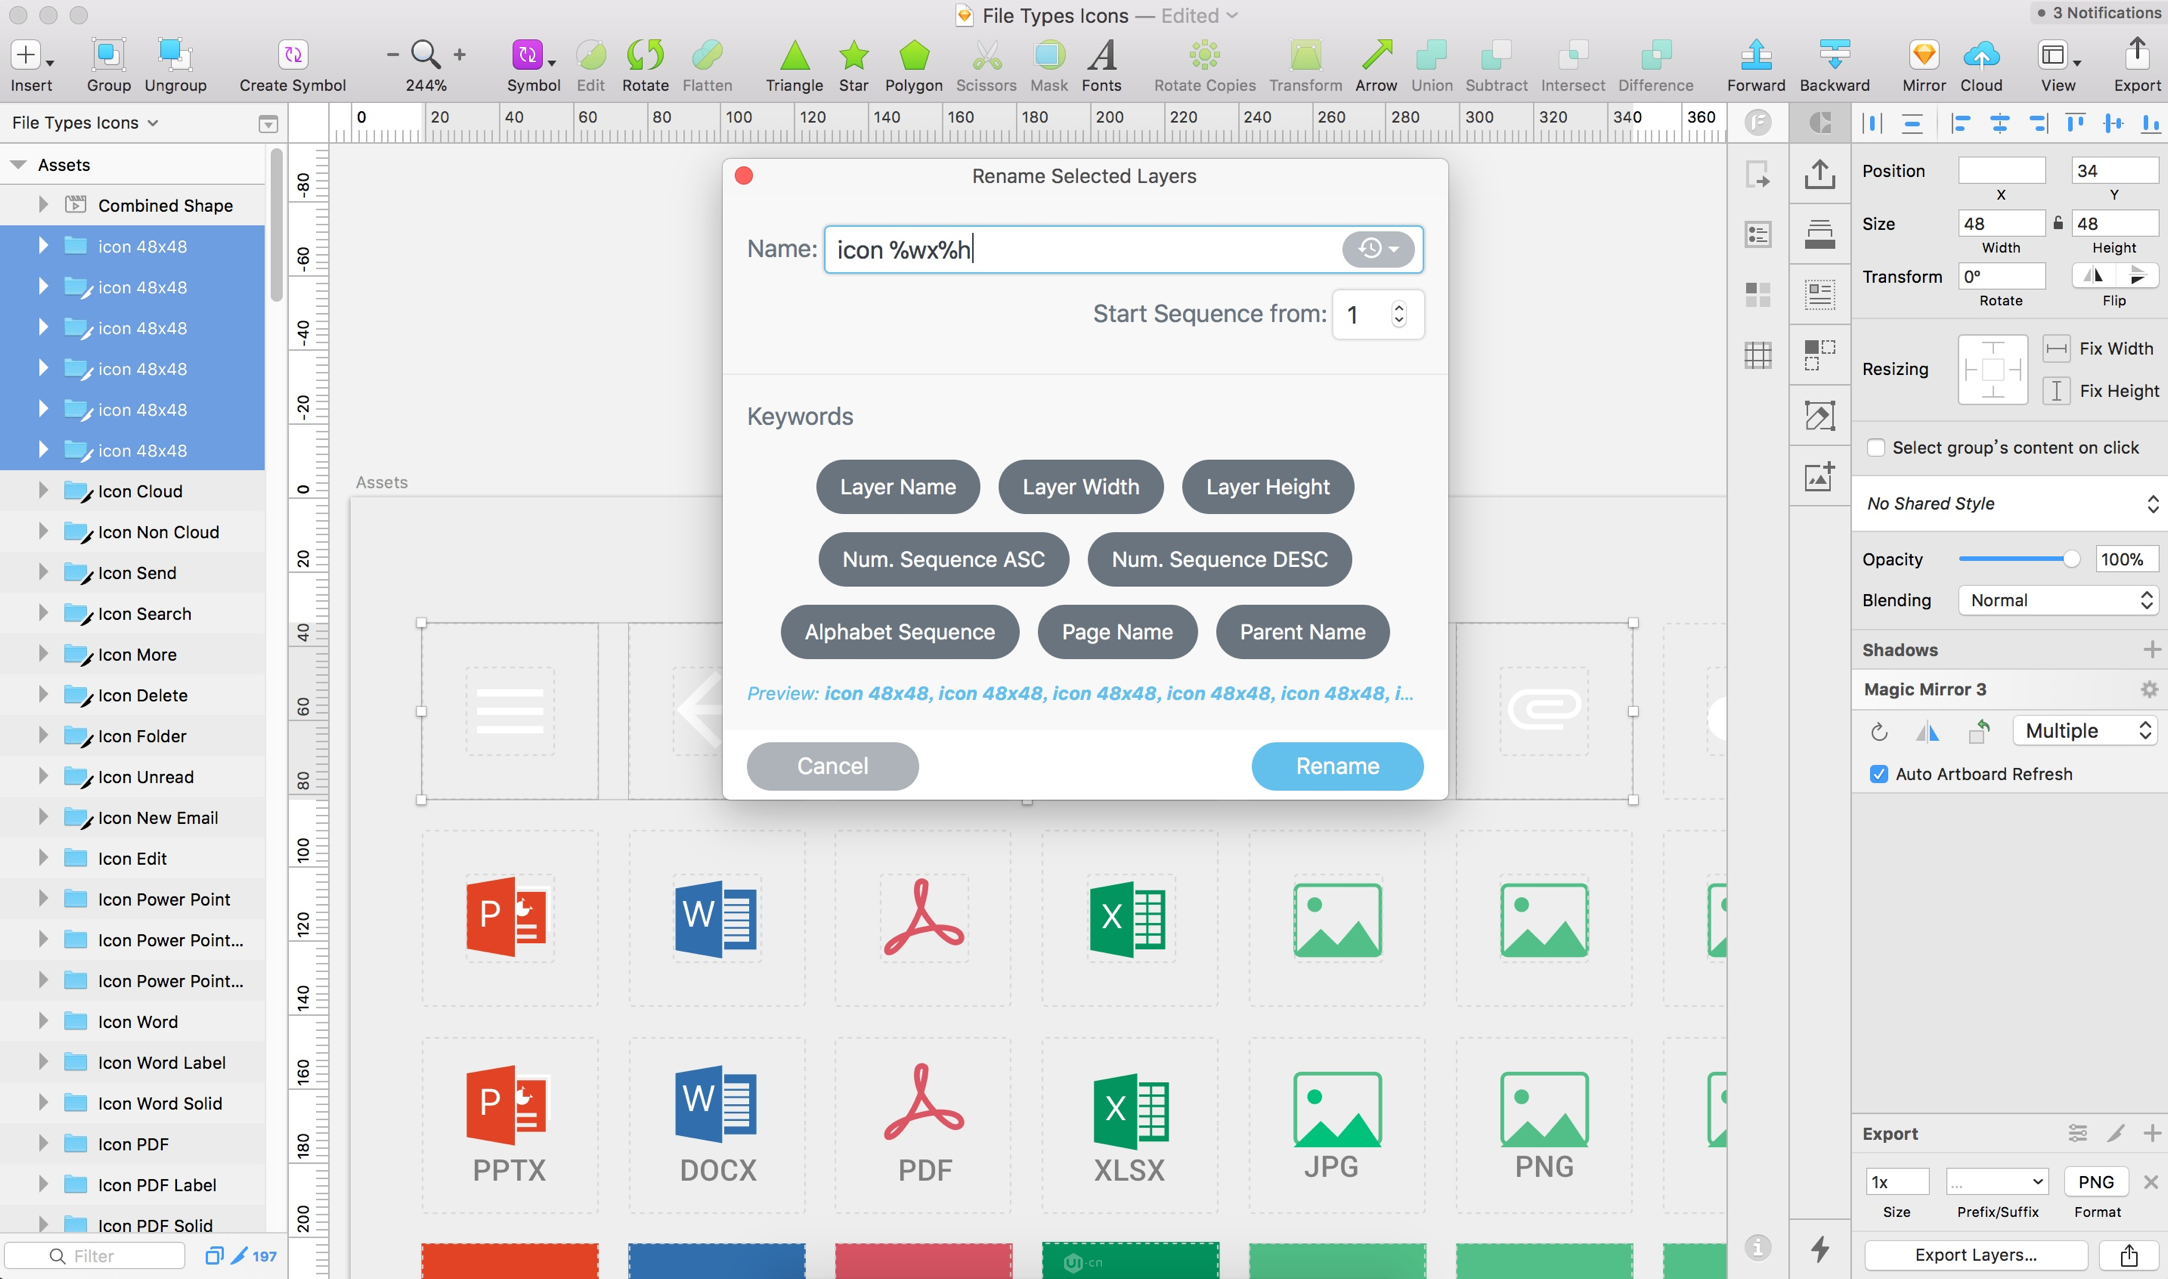 File Types Icons — Edited
3 Notifications
Insert
Group
Ungroup
Create Symbol
244%
Symbol
Edit
Rotate
Flatten
Triangle
Star
Polygon
Scissors
Mask
Fonts
Rotate Copies
Transform
Arrow
Union
Subtract
Intersect
Difference
Forward
Backward
Mirror
Cloud
View
Export
File Types Icons
0 20 40 60 80 100 120 140 160 180 200 220 240 260 280 300 320 340 360
-80
-60
-40
-20
0
20
40
60
80
100
120
140
160
180
200
Assets
Combined Shape
icon 48x48
icon 48x48
icon 48x48
icon 48x48
icon 48x48
icon 48x48
Icon Cloud
Icon Non Cloud
Icon Send
Icon Search
Icon More
Icon Delete
Icon Folder
Icon Unread
Icon New Email
Icon Edit
Icon Power Point
Icon Power Point...
Icon Power Point...
Icon Word
Icon Word Label
Icon Word Solid
Icon PDF
Icon PDF Label
Icon PDF Solid
Filter
197
Assets
Rename Selected Layers
Name: icon %wx%h
Start Sequence from: 1
Keywords
Layer Name
Layer Width
Layer Height
Num. Sequence ASC
Num. Sequence DESC
Alphabet Sequence
Page Name
Parent Name
Preview: icon 48x48, icon 48x48, icon 48x48, icon 48x48, icon 48x48, i...
Cancel
Rename
P
W
X
P
W
X
PPTX
DOCX
PDF
XLSX
JPG
PNG
UI·cn
Position
34
X
Y
Size
48
48
Width
Height
Transform
0°
Rotate
Flip
Resizing
Fix Width
Fix Height
Select group's content on click
No Shared Style
Opacity
100%
Blending
Normal
Shadows
Magic Mirror 3
Multiple
Auto Artboard Refresh
Export
1x
...
PNG
Size
Prefix/Suffix
Format
Export Layers...